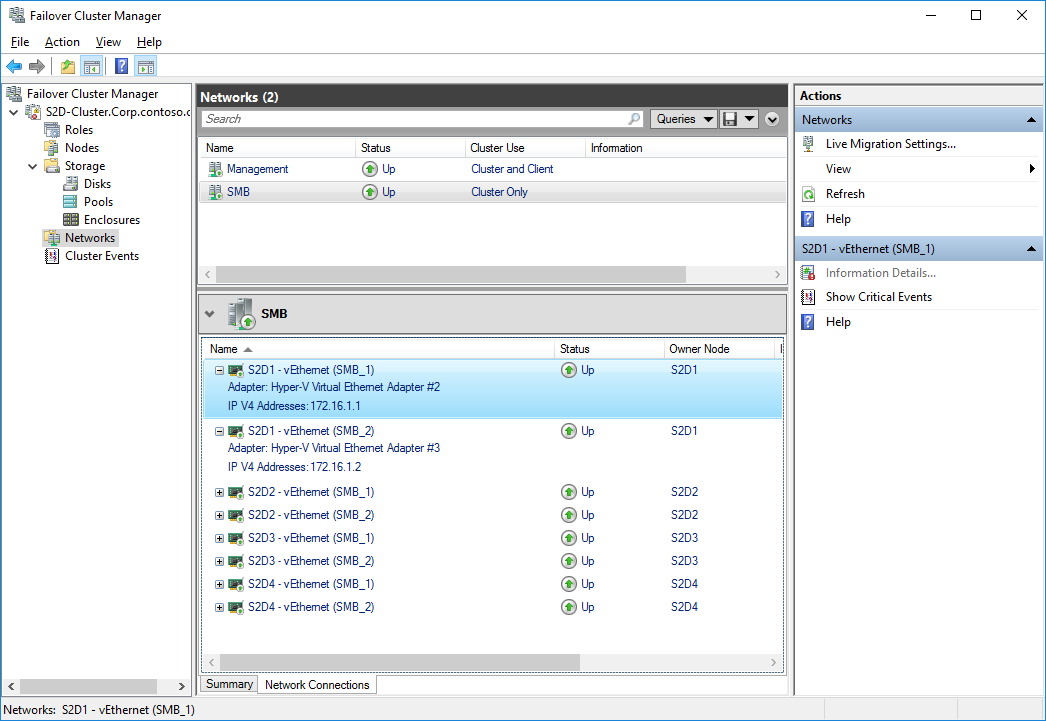 Failover Cluster Manager
File Action View Help
Failover Cluster Manager
S2D-Cluster.Corp.contoso.c
Roles
Nodes
Storage
Disks
Pools
Enclosures
Networks
Cluster Events
Networks (2)
Search
Queries
Name Status Cluster Use Information
Management Up Cluster and Client
SMB Up Cluster Only
SMB
Name Status Owner Node I
S2D1 - vEthernet (SMB_1) Up S2D1
Adapter: Hyper-V Virtual Ethernet Adapter #2
IP V4 Addresses: 172.16.1.1
S2D1 - vEthernet (SMB_2) Up S2D1
Adapter: Hyper-V Virtual Ethernet Adapter #3
IP V4 Addresses: 172.16.1.2
S2D2 - vEthernet (SMB_1) Up S2D2
S2D2 - vEthernet (SMB_2) Up S2D2
S2D3 - vEthernet (SMB_1) Up S2D3
S2D3 - vEthernet (SMB_2) Up S2D3
S2D4 - vEthernet (SMB_1) Up S2D4
S2D4 - vEthernet (SMB_2) Up S2D4
Summary Network Connections
Actions
Networks
Live Migration Settings...
View
Refresh
Help
S2D1 - vEthernet (SMB_1)
Information Details...
Show Critical Events
Help
Networks: S2D1 - vEthernet (SMB_1)